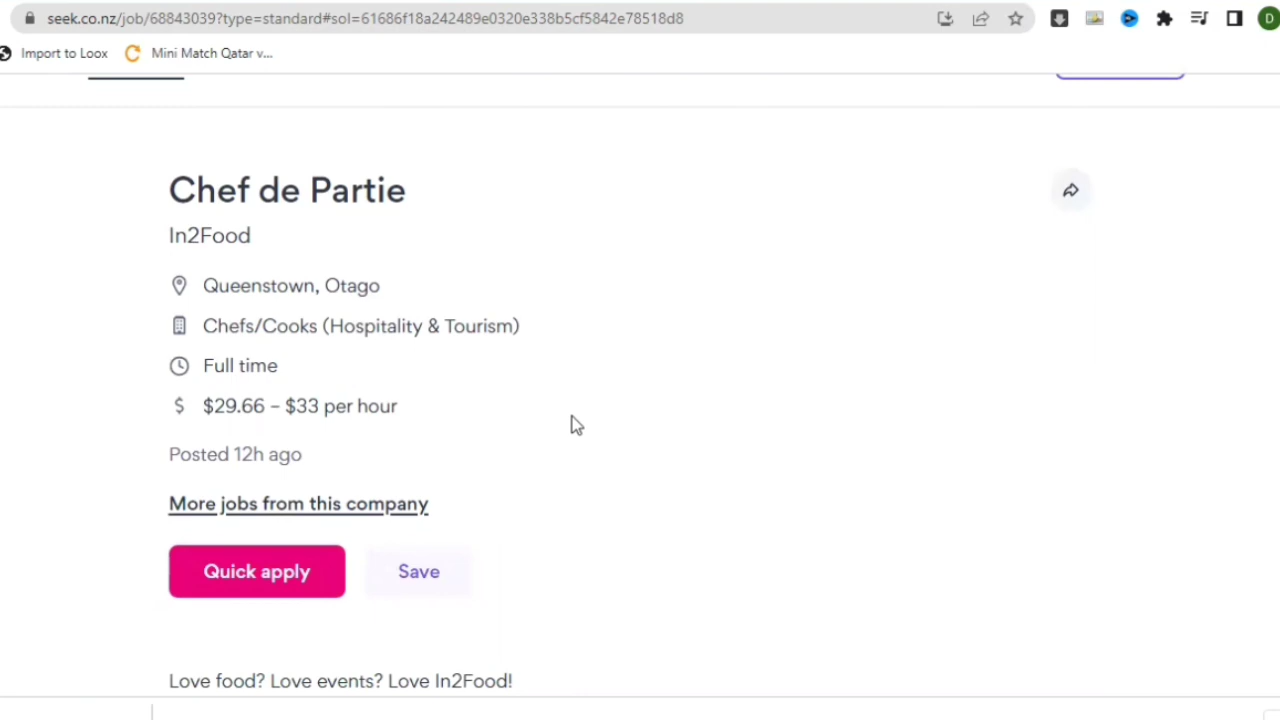 seek.co.nz/job/68843039?type=standard#sol=61686f18a242489e0320e338b5cf5842e78518d8
D
Import to Loox
Mini Match Qatar v...
Chef de Partie
In2Food
Queenstown, Otago
Chefs/Cooks (Hospitality & Tourism)
Full time
$ $29.66 – $33 per hour
Posted 12h ago
More jobs from this company
Quick apply Save
Love food? Love events? Love In2Food!